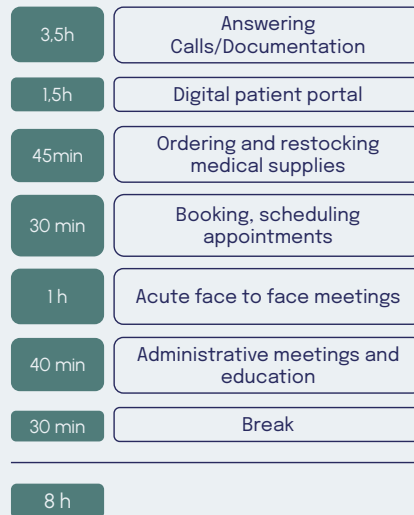 3,5h
Answering
Calls/Documentation
1,5h
Digital patient portal
45min
Ordering and restocking
medical supplies
30 min
Booking, scheduling
appointments
1 h
Acute face to face meetings
40 min
Administrative meetings and
education
30 min
Break
8 h